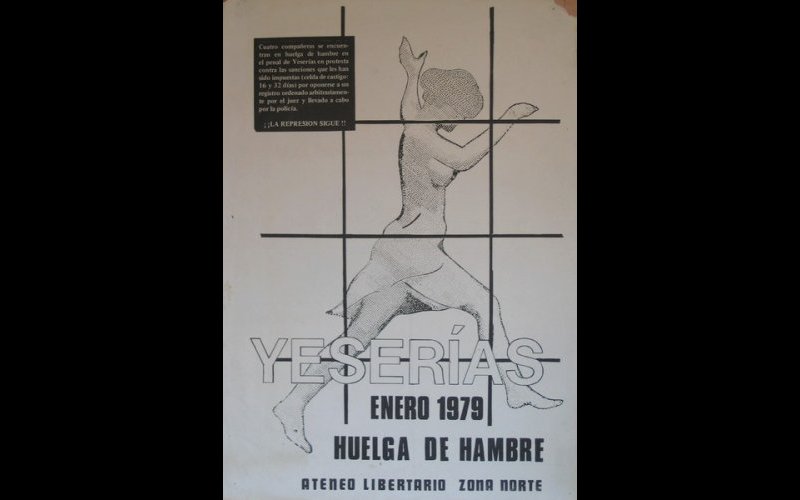 Cuatro compañeras se encuen-
tran en huelga de hambre en
el penal de Yeserías en protesta
contra las sanciones que les han
sido impuestas (celda de castigo:
16 y 32 días) por oponerse a un
registro ordenado arbitrariamen-
te por el juez y llevado a cabo
por la policía.
¡¡LA REPRESION SIGUE!!
YESERÍAS
ENERO 1979
HUELGA DE HAMBRE
ATENEO LIBERTARIO ZONA NORTE